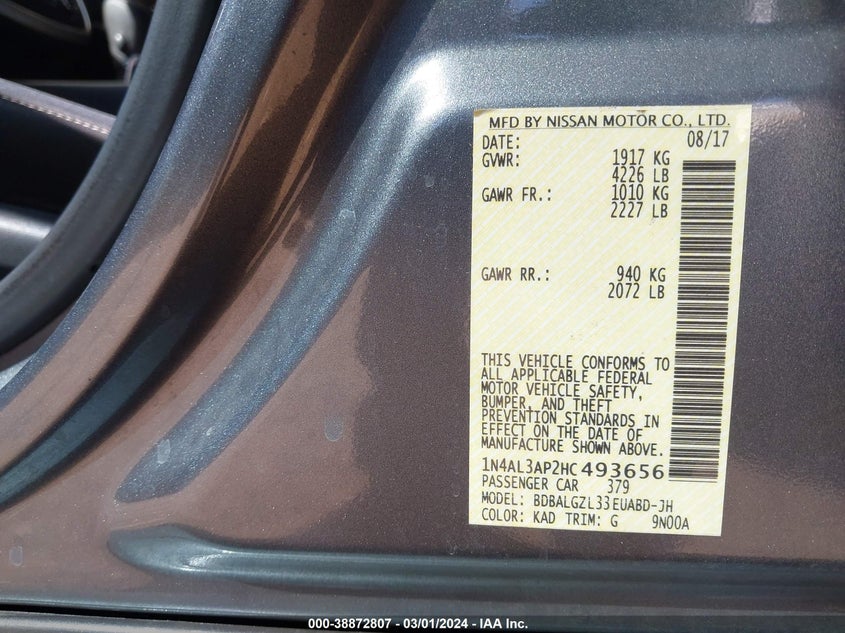 MFD BY NISSAN MOTOR CO., LTD.
DATE: 08/17
GVWR: 1917 KG
4226 LB
GAWR FR.: 1010 KG
2227 LB
GAWR RR.: 940 KG
2072 LB
THIS VEHICLE CONFORMS TO
ALL APPLICABLE FEDERAL
MOTOR VEHICLE SAFETY,
BUMPER, AND THEFT
PREVENTION STANDARDS IN
EFFECT ON THE DATE OF
MANUFACTURE SHOWN ABOVE.
1N4AL3AP2HC493656
PASSENGER CAR 379
MODEL: BDBALGZL33EUABD-JH
COLOR: KAD TRIM: G 9N00A
000-38872807 - 03/01/2024 - IAA Inc.